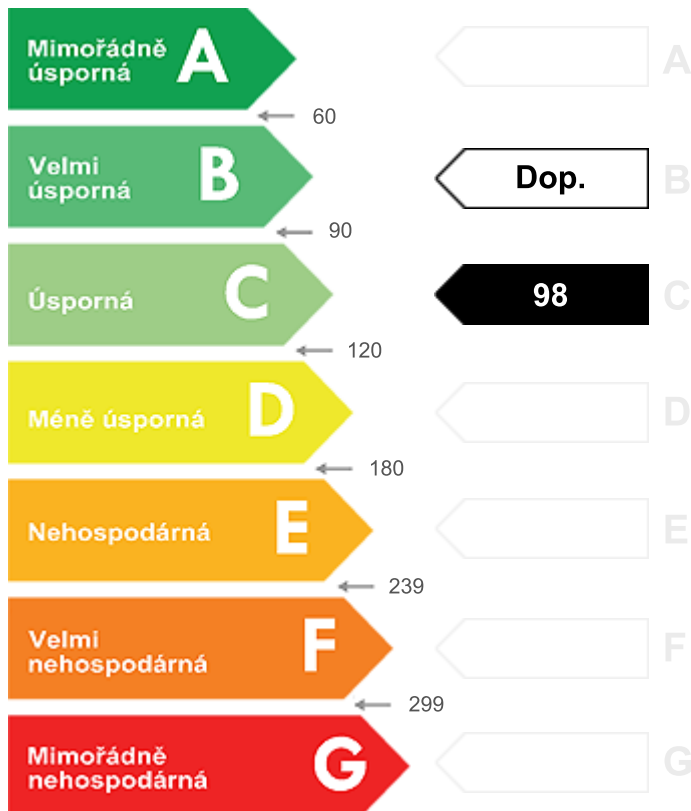 Mimořádně
úsporná
A
A
60
Velmi
úsporná
B
Dop.
B
90
Úsporná
C
98
C
120
Méně úsporná
D
D
180
Nehospodárná
E
E
239
Velmi
nehospodárná
F
F
299
Mimořádně
nehospodárná
G
G